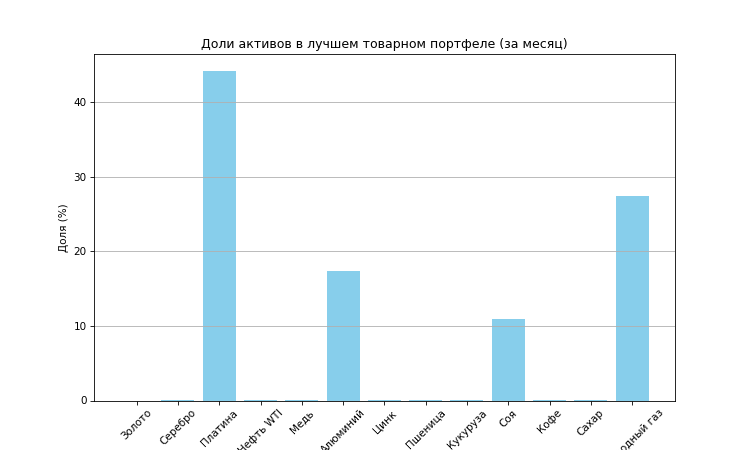 Доли активов в лучшем товарном портфеле (за месяц)
Доля (%)
40
30
20
10
0
Золото
Серебро
Платина
Нефть WTI
Медь
Алюминий
Цинк
Пшеница
Кукуруза
Соя
Кофе
Сахар
газ